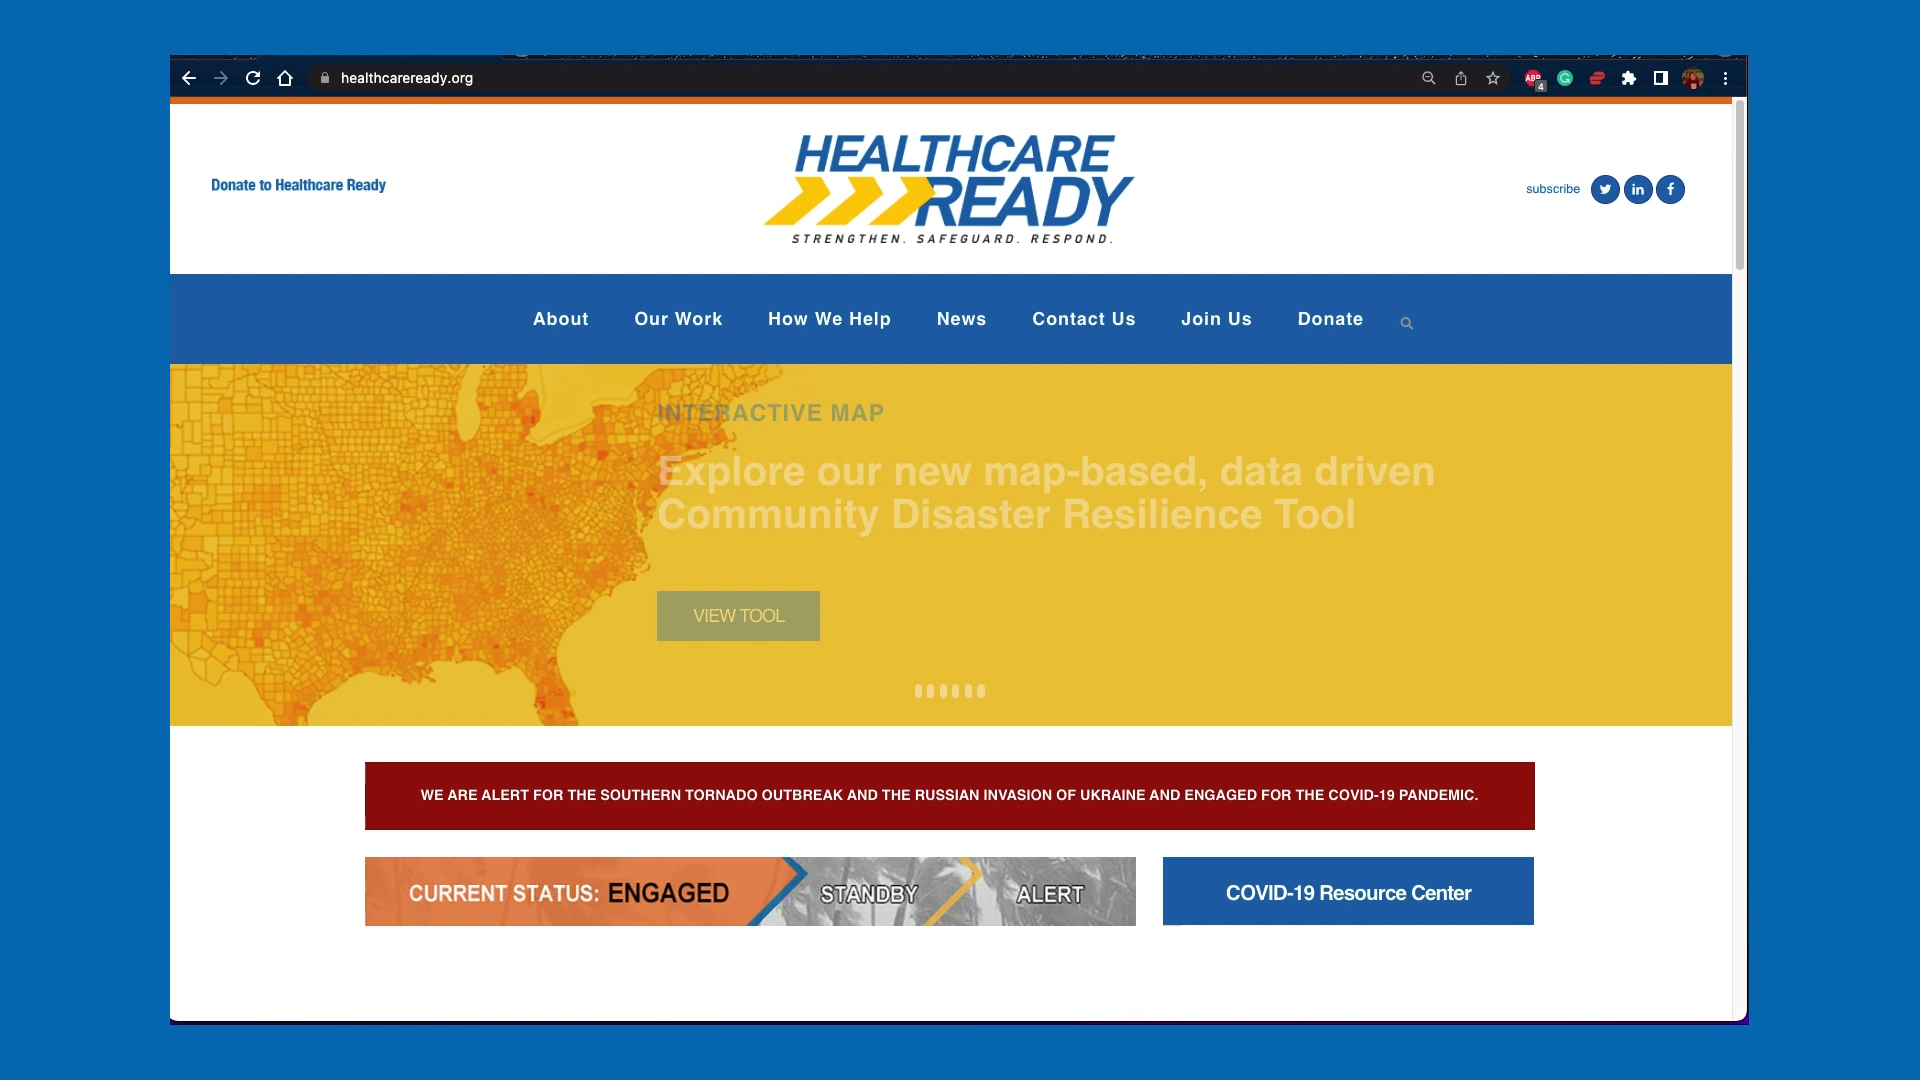 healthcareready.org
ABP
4
Donate to Healthcare Ready
HEALTHCARE
READY
STRENGTHEN. SAFEGUARD. RESPOND.
subscribe
in
f
About
Our Work
How We Help
News
Contact Us
Join Us
Donate
INTERACTIVE MAP
Explore our new map-based, data driven
Community Disaster Resilience Tool
VIEW TOOL
WE ARE ALERT FOR THE SOUTHERN TORNADO OUTBREAK AND THE RUSSIAN INVASION OF UKRAINE AND ENGAGED FOR THE COVID-19 PANDEMIC.
CURRENT STATUS: ENGAGED
STANDBY
ALERT
COVID-19 Resource Center